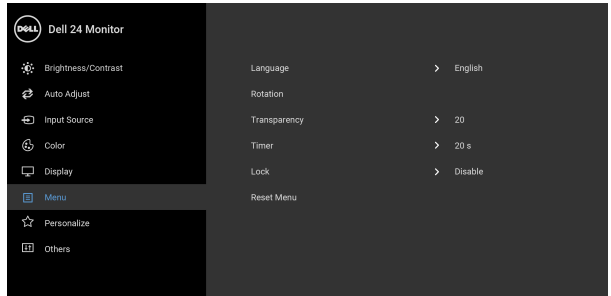 DELL Dell 24 Monitor
Brightness/Contrast
Language English
Auto Adjust
Rotation
Input Source
Transparency 20
Color
Timer 20 s
Display
Lock Disable
Menu
Reset Menu
Personalize
Others